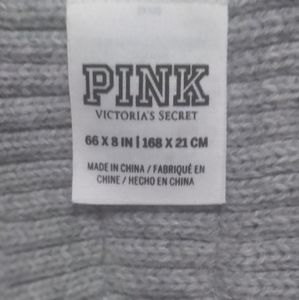 PINK
VICTORIA'S SECRET
66 X 8 IN | 168 X 21 CM
MADE IN CHINA / FABRIQUÉ EN
CHINE / HECHO EN CHINA